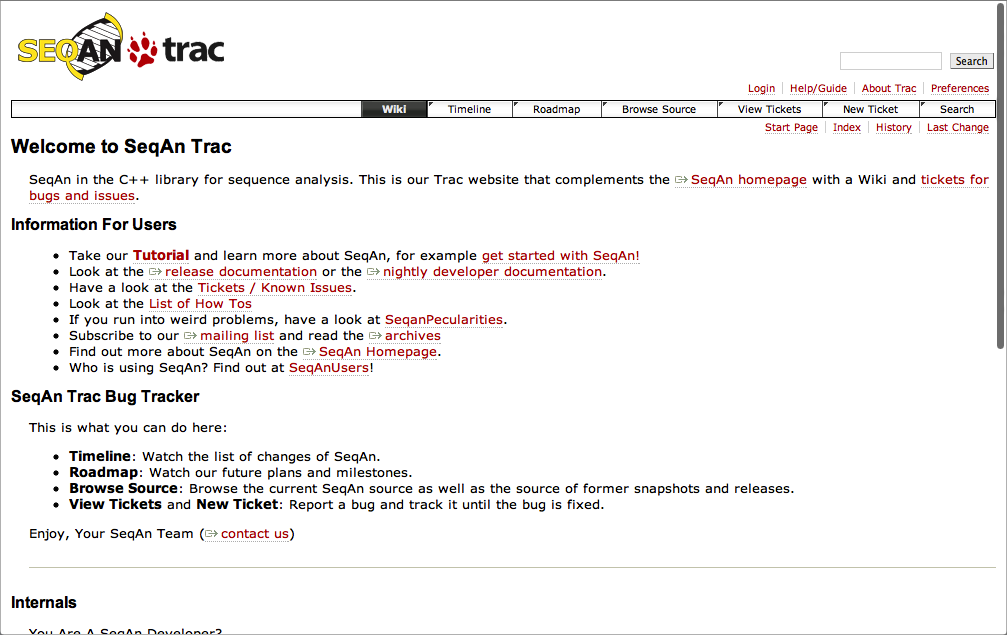 SEQAN trac
Search
Login Help/Guide About Trac Preferences
Wiki Timeline Roadmap Browse Source View Tickets New Ticket Search
Start Page Index History Last Change
Welcome to SeqAn Trac
SeqAn in the C++ library for sequence analysis. This is our Trac website that complements the SeqAn homepage with a Wiki and tickets for
bugs and issues.
Information For Users
Take our Tutorial and learn more about SeqAn, for example get started with SeqAn!
Look at the release documentation or the nightly developer documentation.
Have a look at the Tickets / Known Issues.
Look at the List of How Tos
If you run into weird problems, have a look at SeqanPecularities.
Subscribe to our mailing list and read the archives
Find out more about SeqAn on the SeqAn Homepage.
Who is using SeqAn? Find out at SeqAnUsers!
SeqAn Trac Bug Tracker
This is what you can do here:
Timeline: Watch the list of changes of SeqAn.
Roadmap: Watch our future plans and milestones.
Browse Source: Browse the current SeqAn source as well as the source of former snapshots and releases.
View Tickets and New Ticket: Report a bug and track it until the bug is fixed.
Enjoy, Your SeqAn Team (contact us)
Internals
You Are A SeqAn Developer?